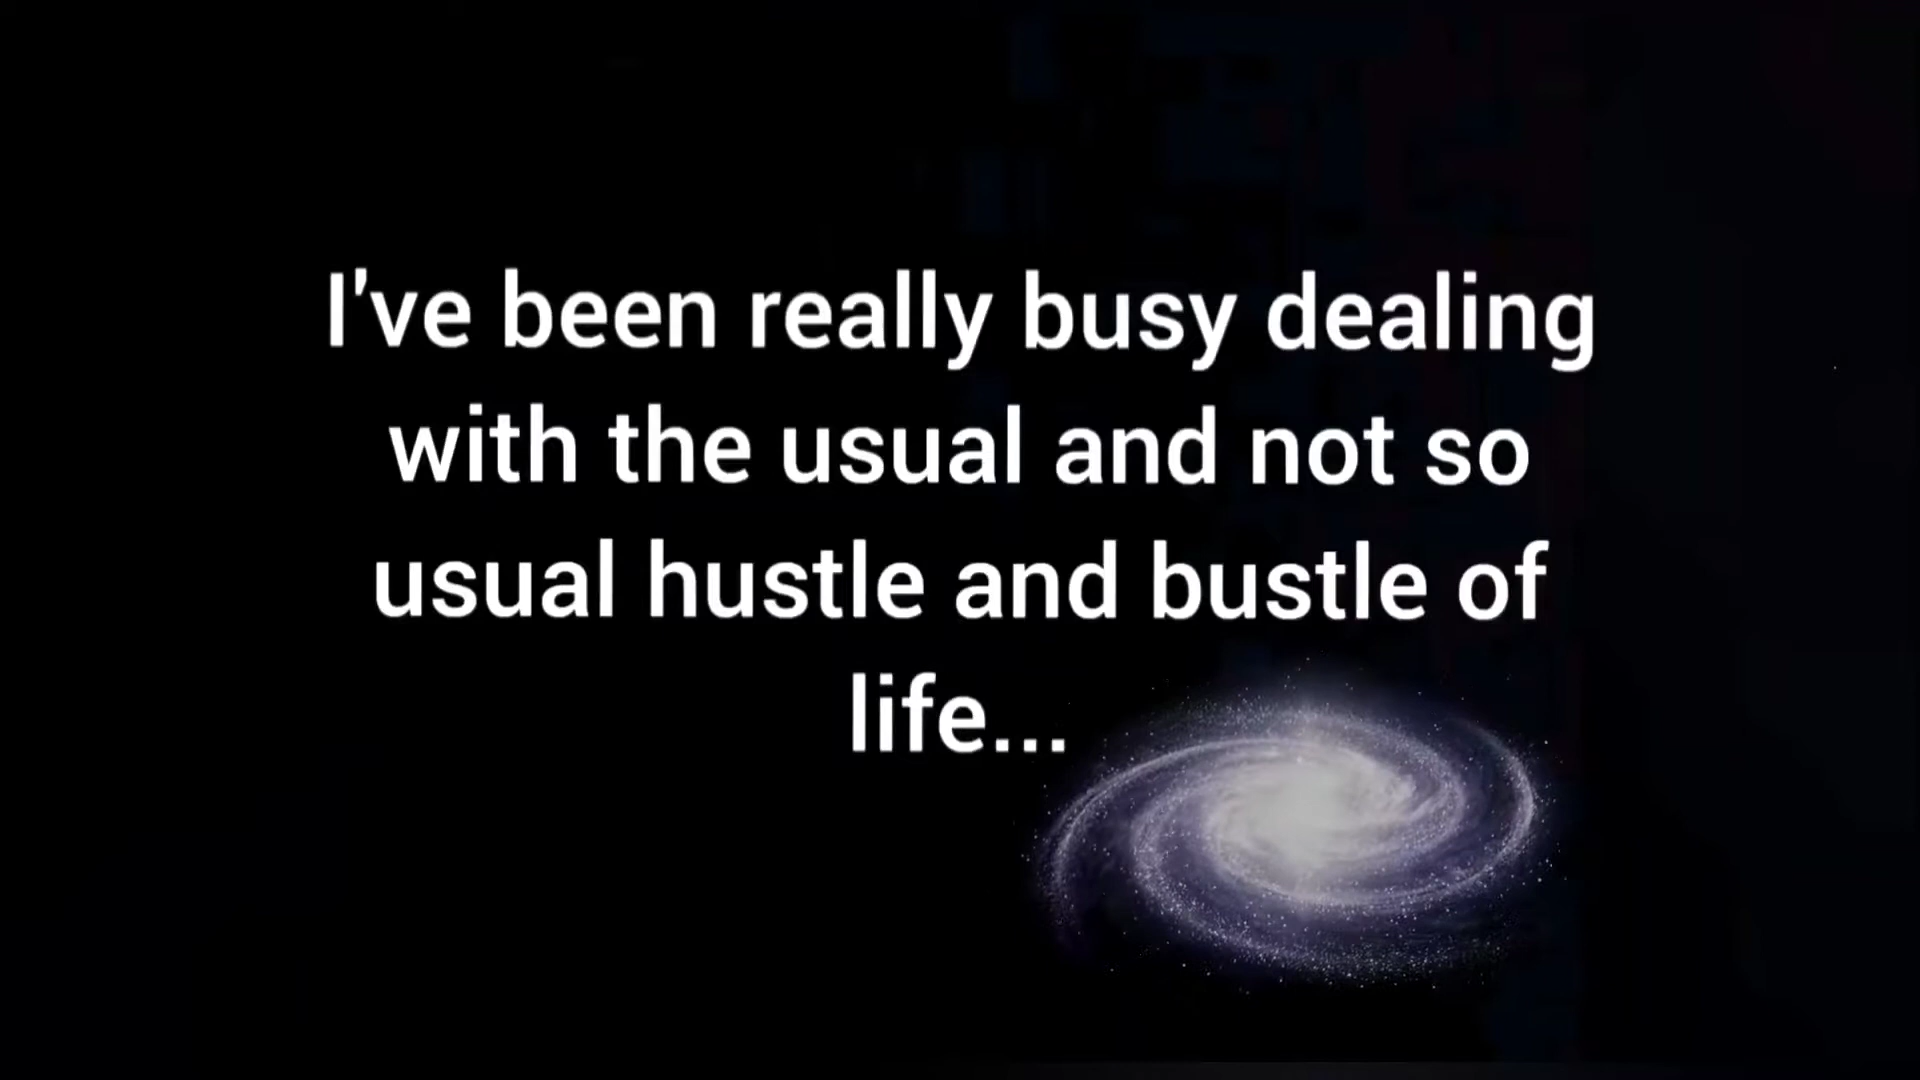 I've been really busy dealing
with the usual and not so
usual hustle and bustle of
life...